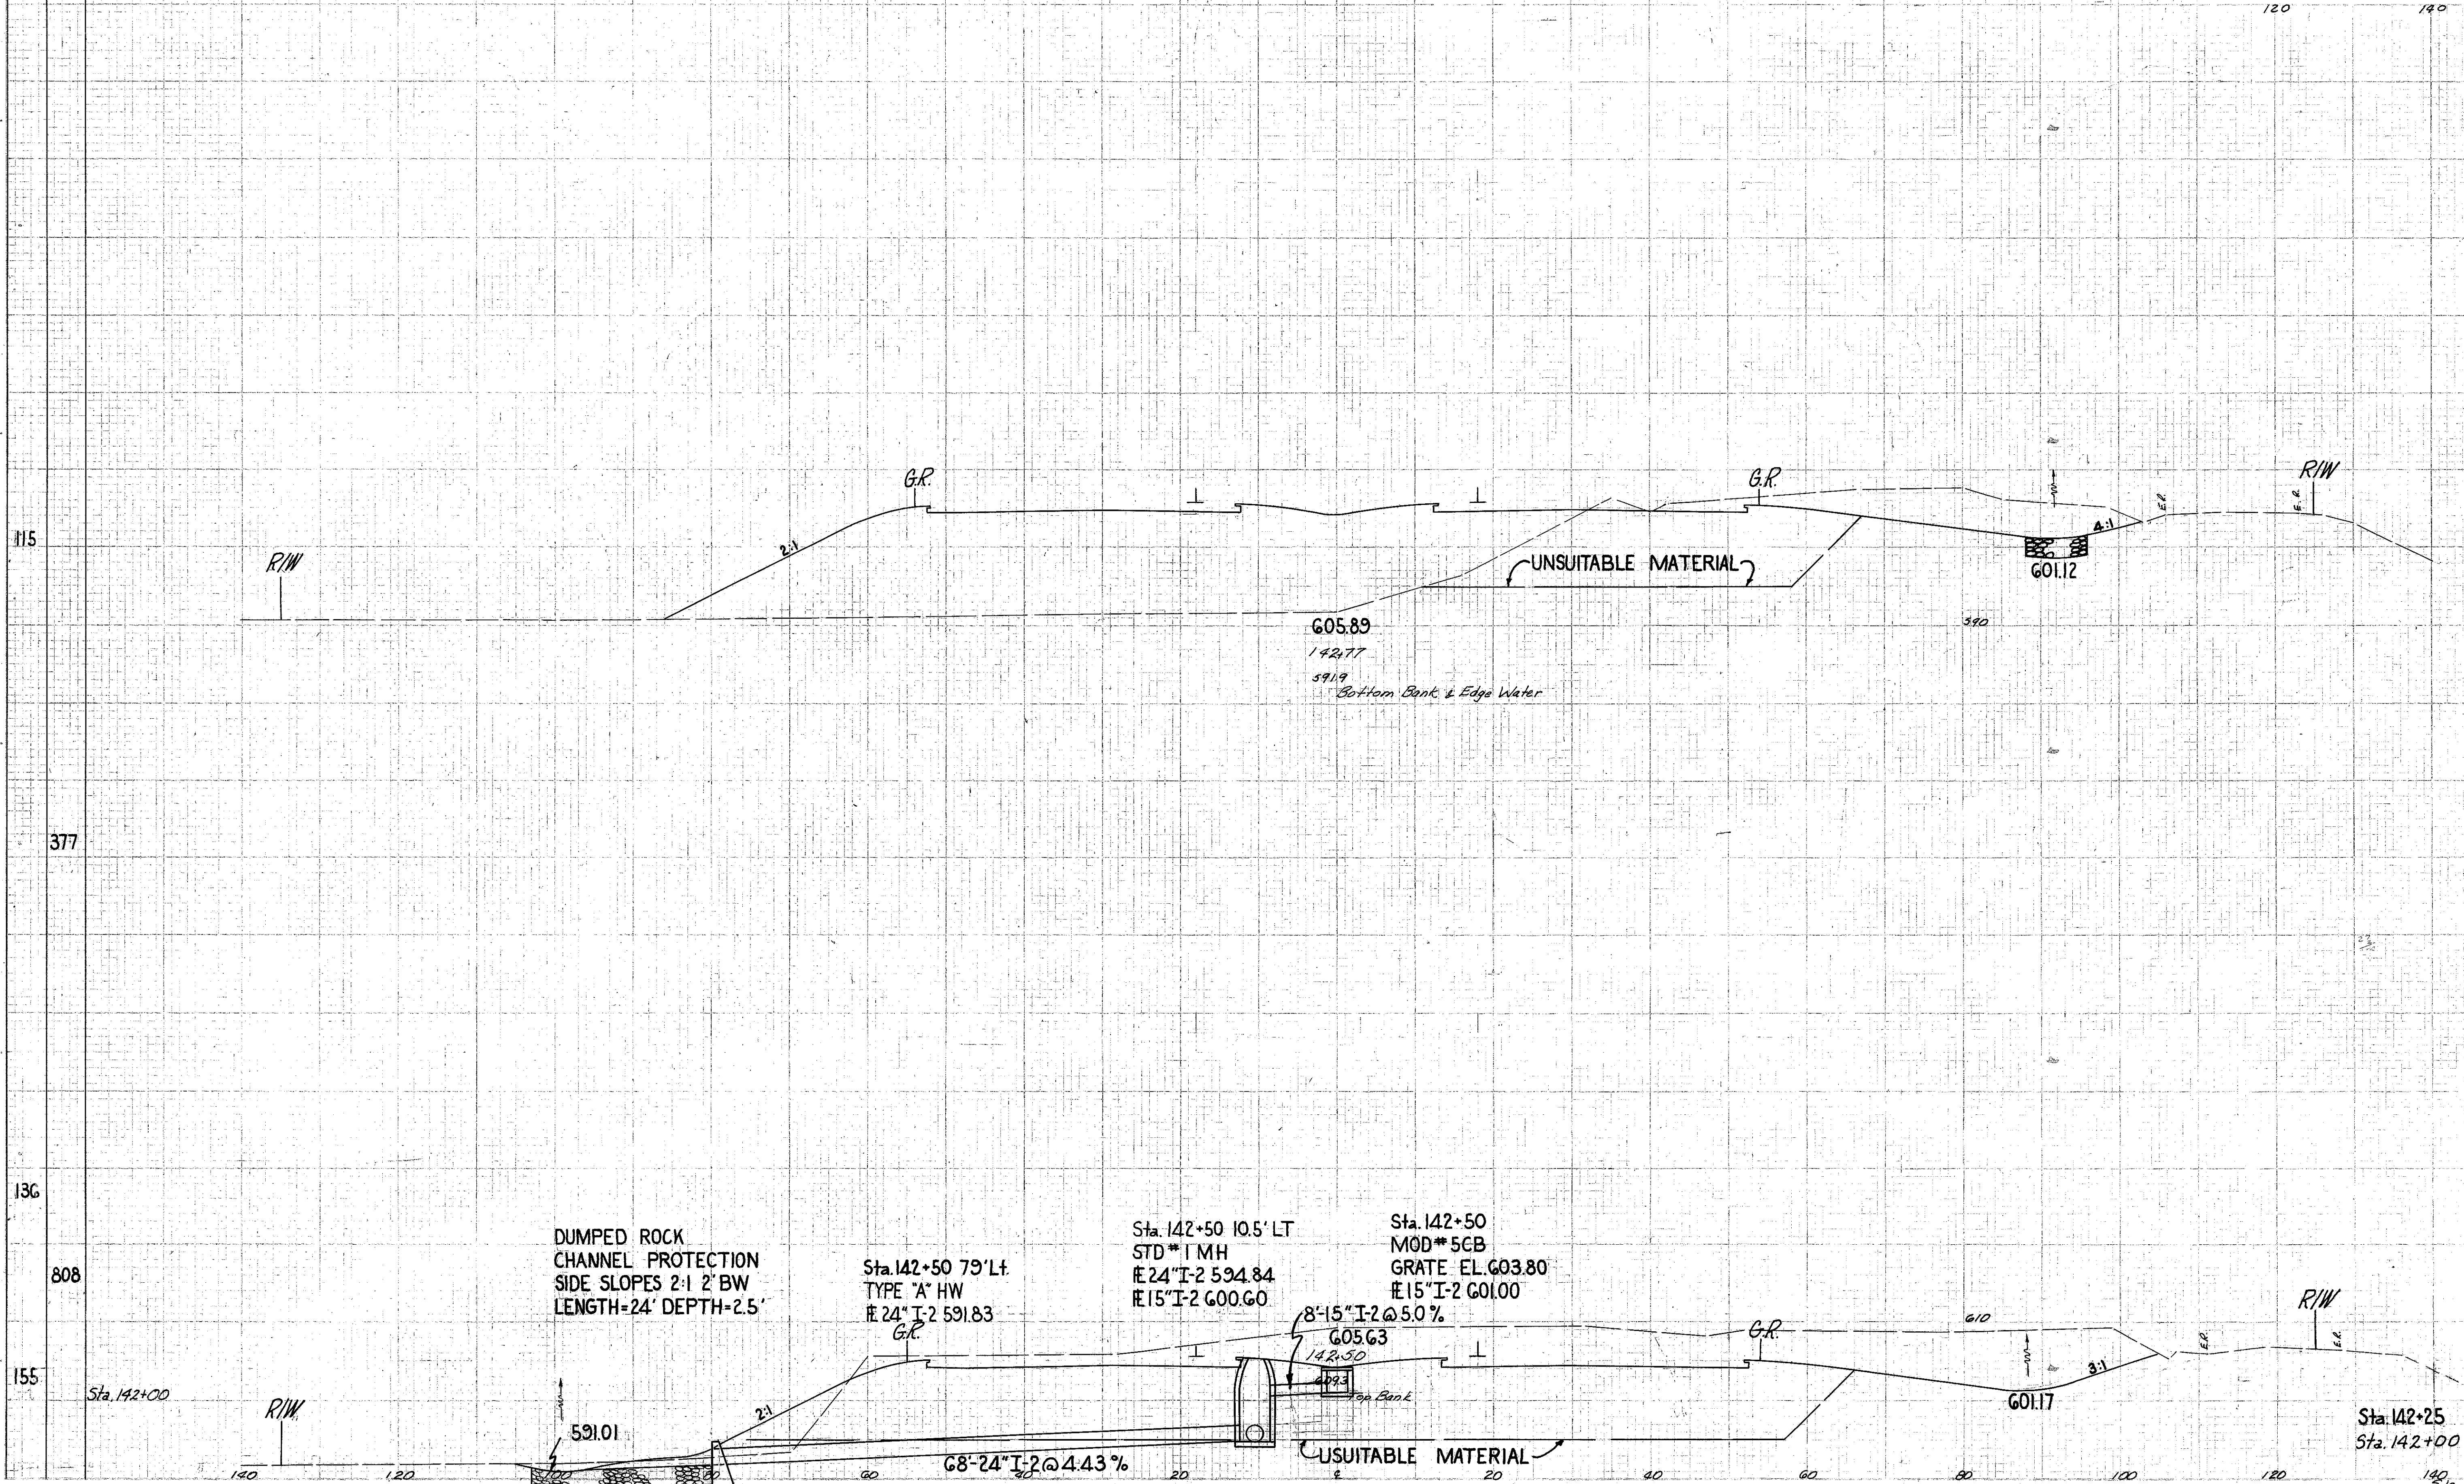 120 140
G.R. G.R. R/W
E.R. E.R.
115
2:1 4:1
R/W
UNSUITABLE MATERIAL
601.12
605.89
590
142+77
591.9
Bottom Bank & Edge Water
377
136
808
DUMPED ROCK
CHANNEL PROTECTION
SIDE SLOPES 2:1 2' BW
LENGTH=24' DEPTH=2.5'
Sta. 142+50 79' Lt.
TYPE "A" HW
℄ 24" I-2 591.83
G.R.
Sta. 142+50 10.5' LT
STD # 1 MH
℄ 24" I-2 594.84
℄ 15" I-2 600.60
Sta. 142+50
MOD # 5CB
GRATE EL. 603.80
℄ 15" I-2 601.00
8'-15" I-2 @ 5.0 %
605.63
142+50
609.3
Top Bank
G.R.
610
R/W
E.R. E.R.
155
Sta. 142+00
R/W
2:1
3:1
601.17
591.01
Sta. 142+25
Sta. 142+00
USUITABLE MATERIAL
68'-24" I-2 @ 4.43 %
140 120 100 80 60 40 20 ℄ 20 40 60 80 100 120 140